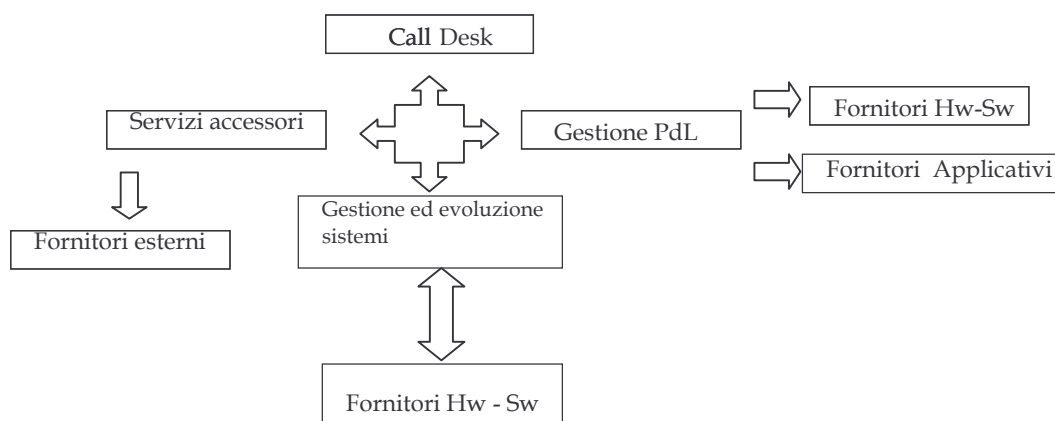 Call Desk
Servizi accessori
Gestione PdL
Fornitori Hw-Sw
Fornitori Applicativi
Gestione ed evoluzione
sistemi
Fornitori esterni
Fornitori Hw - Sw